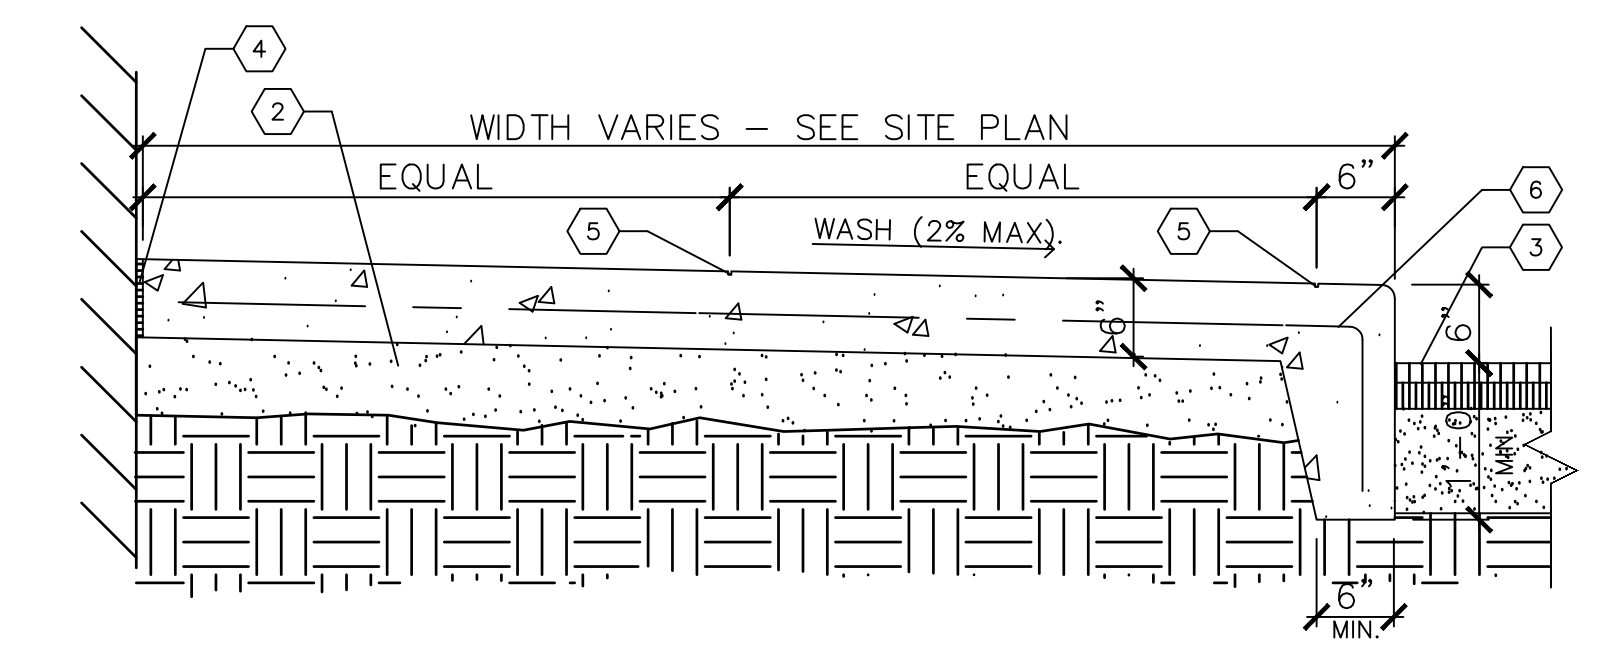 4
2
WIDTH VARIES – SEE SITE PLAN
EQUAL
EQUAL
6"
6
5
WASH (2% MAX).
5
3
6"
6"
1'-0"
MIN
6"
MIN.